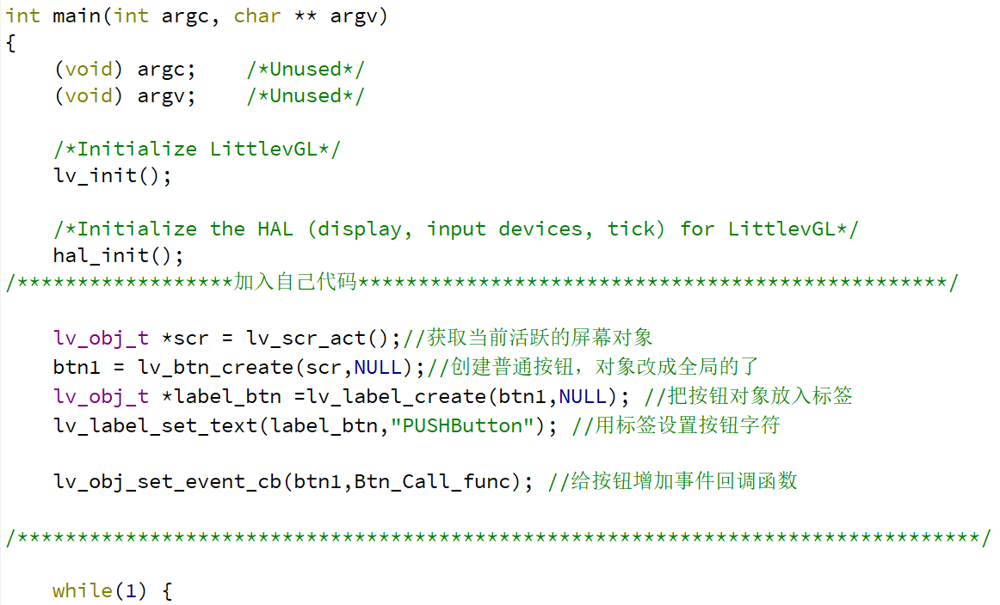 int main(int argc, char ** argv)
{
    (void) argc;    /*Unused*/
    (void) argv;    /*Unused*/

    /*Initialize LittlevGL*/
    lv_init();

    /*Initialize the HAL (display, input devices, tick) for LittlevGL*/
    hal_init();
/******************加入自己代码*************************************************/

    lv_obj_t *scr = lv_scr_act();//获取当前活跃的屏幕对象
    btn1 = lv_btn_create(scr,NULL);//创建普通按钮，对象改成全局的了
    lv_obj_t *label_btn =lv_label_create(btn1,NULL); //把按钮对象放入标签
    lv_label_set_text(label_btn,"PUSHButton"); //用标签设置按钮字符

    lv_obj_set_event_cb(btn1,Btn_Call_func); //给按钮增加事件回调函数

/********************************************************************************/

    while(1) {